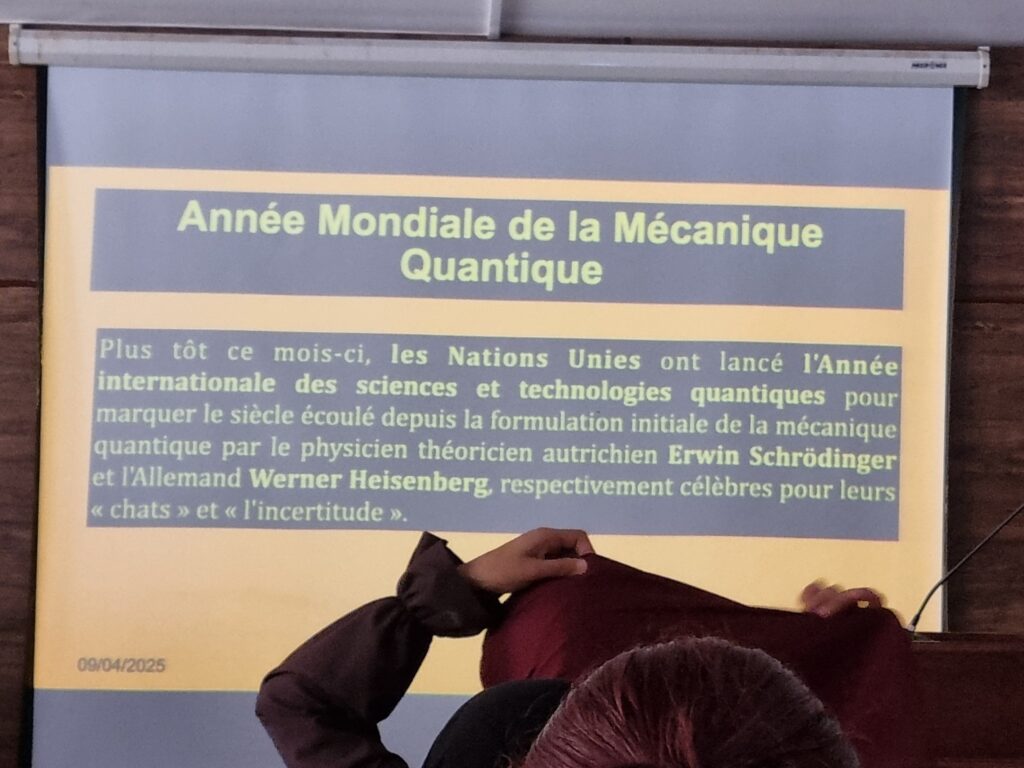 Année Mondiale de la Mécanique
Quantique
Plus tôt ce mois-ci, les Nations Unies ont lancé l'Année
internationale des sciences et technologies quantiques pour
marquer le siècle écoulé depuis la formulation initiale de la mécanique
quantique par le physicien théoricien autrichien Erwin Schrödinger
et l'Allemand Werner Heisenberg, respectivement célèbres pour leurs
« chats » et « l'incertitude ».
09/04/2025